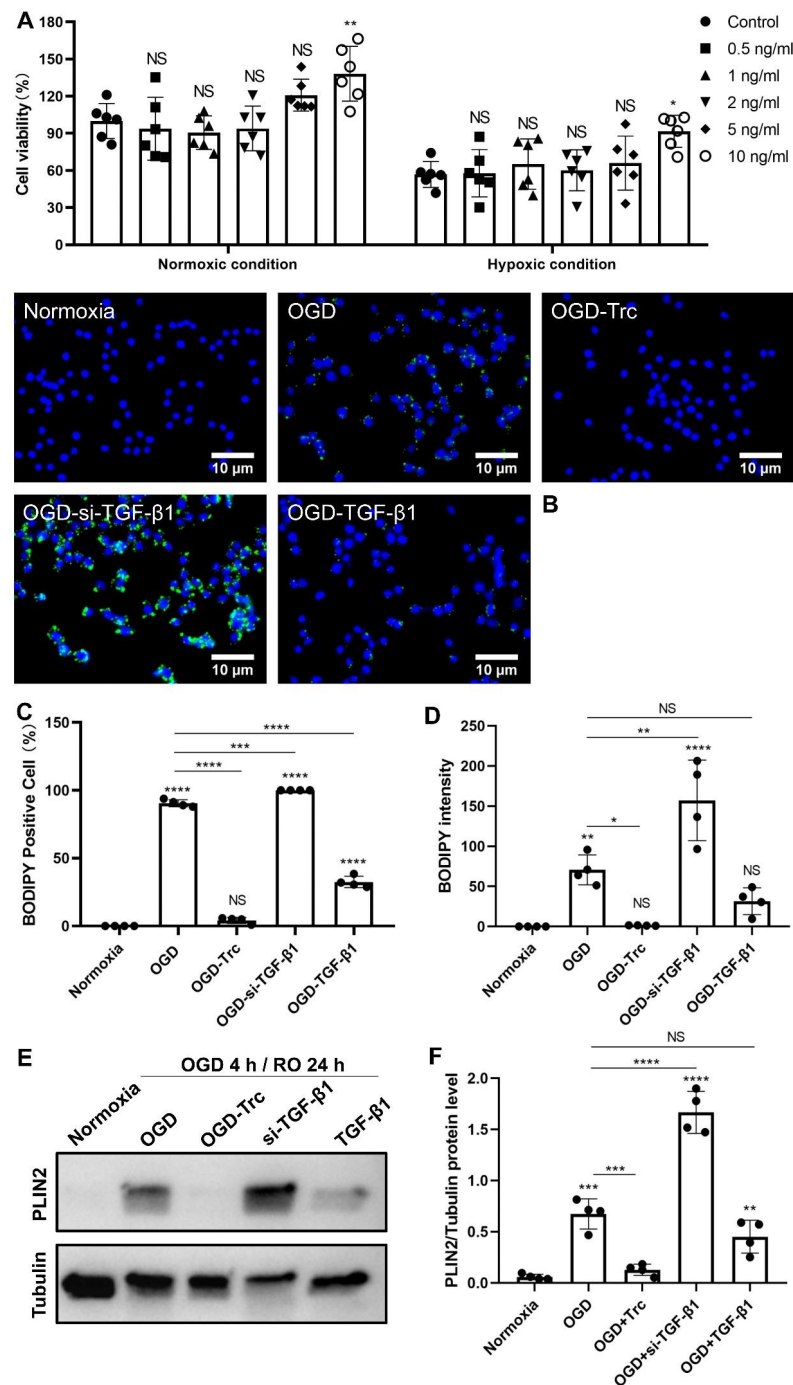 A
Cell viability (%)
180
150
120
90
60
30
0
NS
NS
NS
NS
**
NS
NS
NS
NS
*
Normoxic condition
Hypoxic condition
Control
0.5 ng/ml
1 ng/ml
2 ng/ml
5 ng/ml
10 ng/ml
Normoxia
10 μm
OGD
10 μm
OGD-Trc
10 μm
OGD-si-TGF-β1
10 μm
OGD-TGF-β1
10 μm
B
C
BODIPY Positive Cell (%)
150
100
50
0
****
***
****
****
NS
****
****
Normoxia
OGD
OGD-Trc
OGD-si-TGF-β1
OGD-TGF-β1
D
BODIPY intensity
250
200
150
100
50
0
NS
**
*
**
NS
****
NS
Normoxia
OGD
OGD-Trc
OGD-si-TGF-β1
OGD-TGF-β1
E
OGD 4 h / RO 24 h
Normoxia
OGD
OGD-Trc
si-TGF-β1
TGF-β1
PLIN2
Tubulin
F
PLIN2/Tubulin protein level
2.0
1.5
1.0
0.5
0.0
NS
****
***
***
****
**
Normoxia
OGD
OGD+Trc
OGD+si-TGF-β1
OGD+TGF-β1